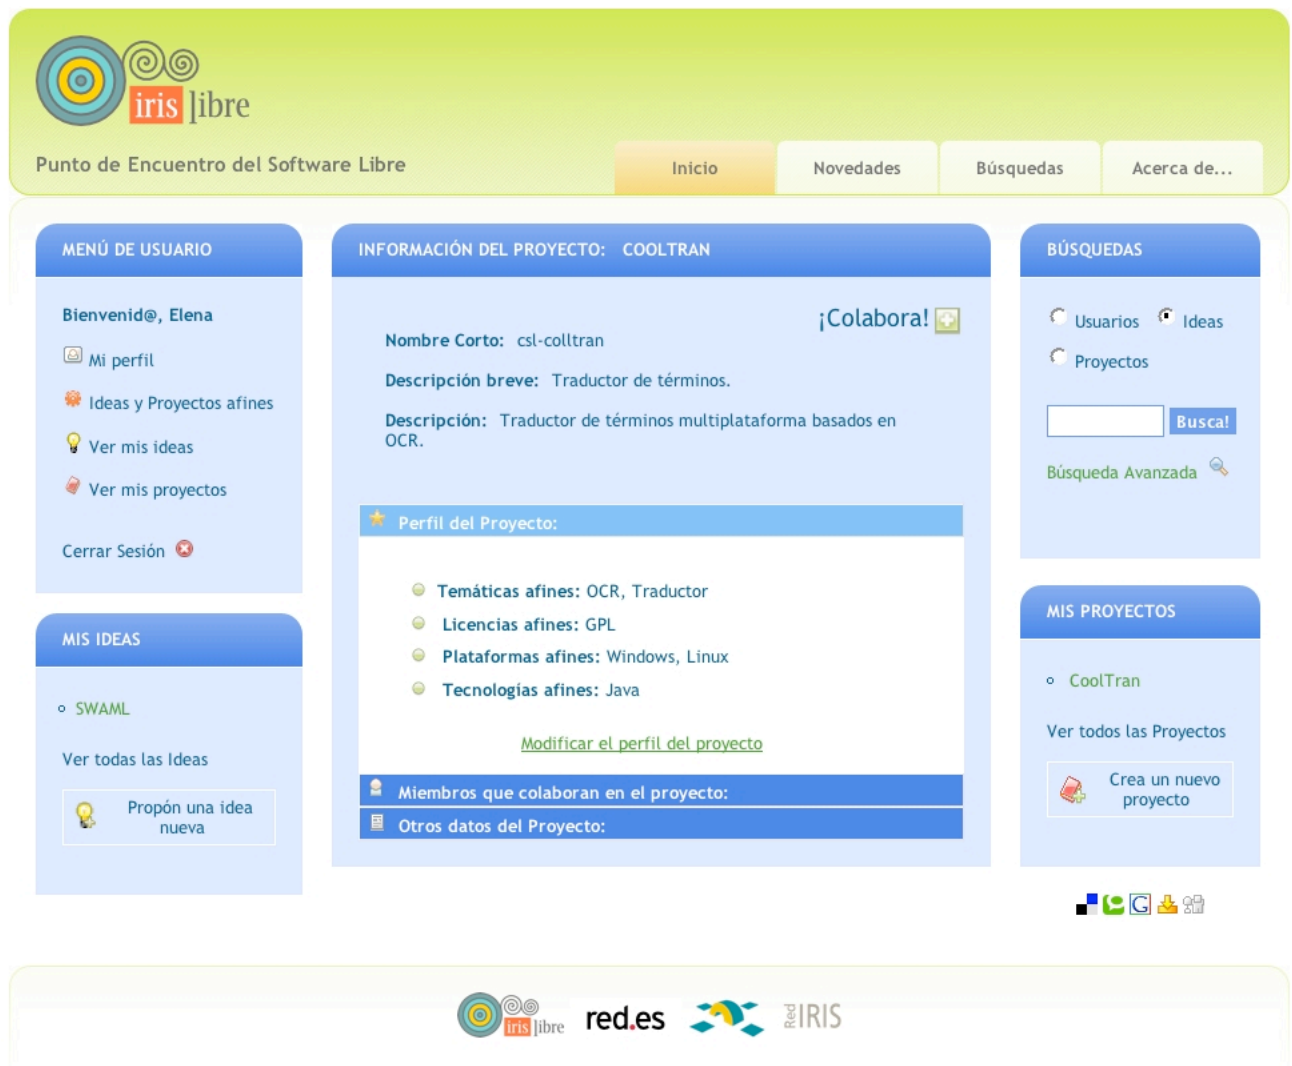 iris libre
Punto de Encuentro del Software Libre
Inicio
Novedades
Búsquedas
Acerca de...
MENÚ DE USUARIO
Bienvenid@, Elena
Mi perfil
Ideas y Proyectos afines
Ver mis ideas
Ver mis proyectos
Cerrar Sesión
MIS IDEAS
SWAML
Ver todas las Ideas
Propón una idea
nueva
INFORMACIÓN DEL PROYECTO: COOLTRAN
¡Colabora!
Nombre Corto: csl-colltran
Descripción breve: Traductor de términos.
Descripción: Traductor de términos multiplataforma basados en
OCR.
Perfil del Proyecto:
Temáticas afines: OCR, Traductor
Licencias afines: GPL
Plataformas afines: Windows, Linux
Tecnologías afines: Java
Modificar el perfil del proyecto
Miembros que colaboran en el proyecto:
Otros datos del Proyecto:
BÚSQUEDAS
Usuarios Ideas
Proyectos
Busca!
Búsqueda Avanzada
MIS PROYECTOS
CoolTran
Ver todos las Proyectos
Crea un nuevo
proyecto
G
iris libre
red.es
Red IRIS